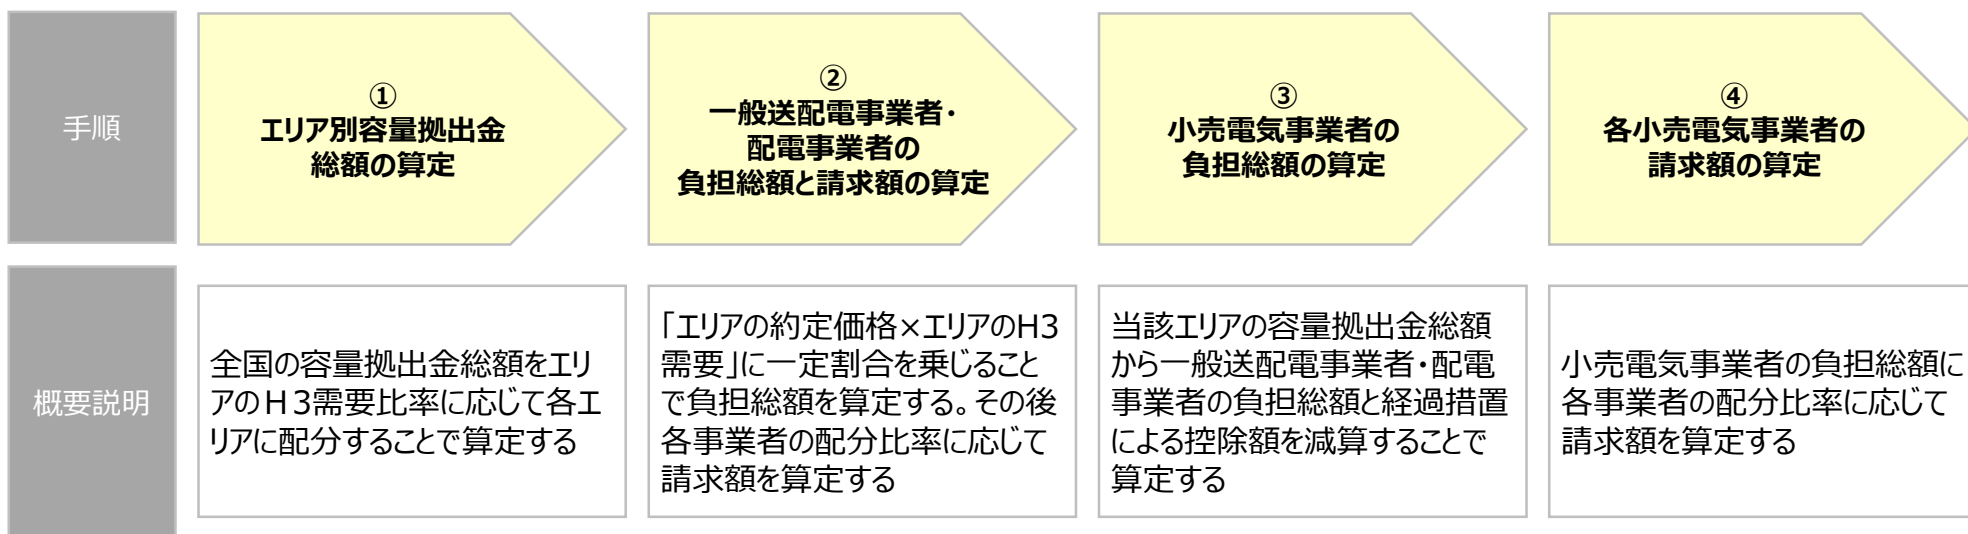 手順
①
エリア別容量拠出金
総額の算定
②
一般送配電事業者・
配電事業者の
負担総額と請求額の算定
③
小売電気事業者の
負担総額の算定
④
各小売電気事業者の
請求額の算定
概要説明
全国の容量拠出金総額をエリ
アのH3需要比率に応じて各エ
リアに配分することで算定する
「エリアの約定価格×エリアのH3
需要」に一定割合を乗じること
で負担総額を算定する。その後
各事業者の配分比率に応じて
請求額を算定する
当該エリアの容量拠出金総額
から一般送配電事業者・配電
事業者の負担総額と経過措置
による控除額を減算することで
算定する
小売電気事業者の負担総額に
各事業者の配分比率に応じて
請求額を算定する